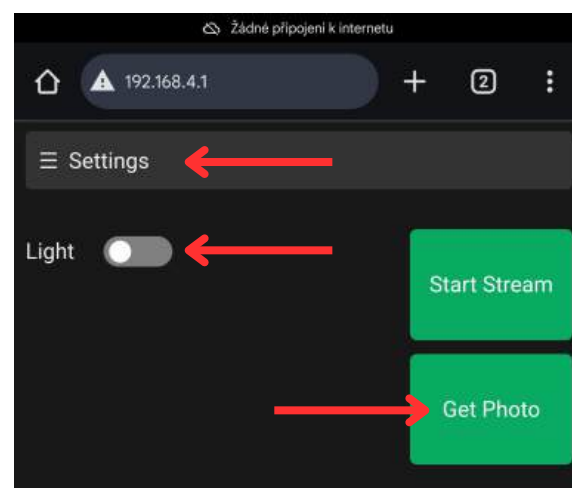 Žádné připojení k internetu
192.168.4.1
2
Settings
Light
Start Stream
Get Photo